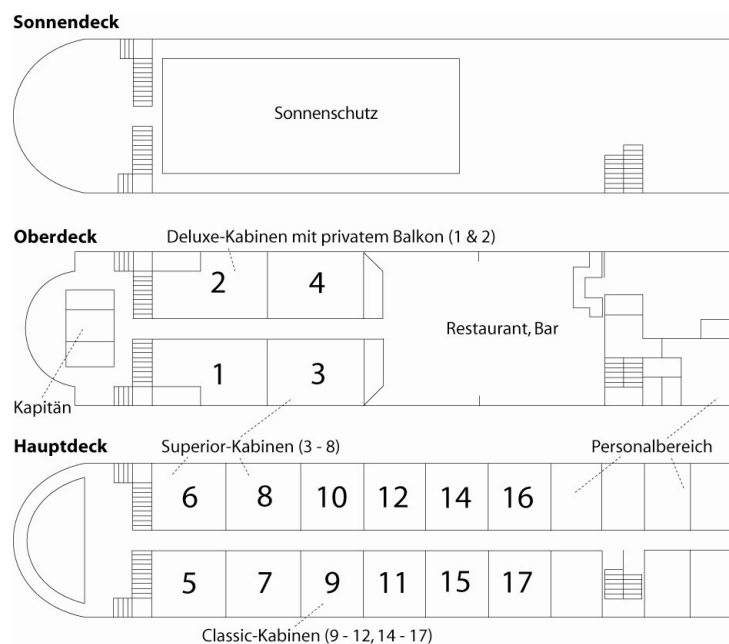 Sonnendeck
Sonnenschutz
Oberdeck
Deluxe-Kabinen mit privatem Balkon (1 & 2)
2 4
Restaurant, Bar
1 3
Kapitän
Hauptdeck
Superior-Kabinen (3 - 8)
Personalbereich
6 8 10 12 14 16
5 7 9 11 15 17
Classic-Kabinen (9 - 12, 14 - 17)